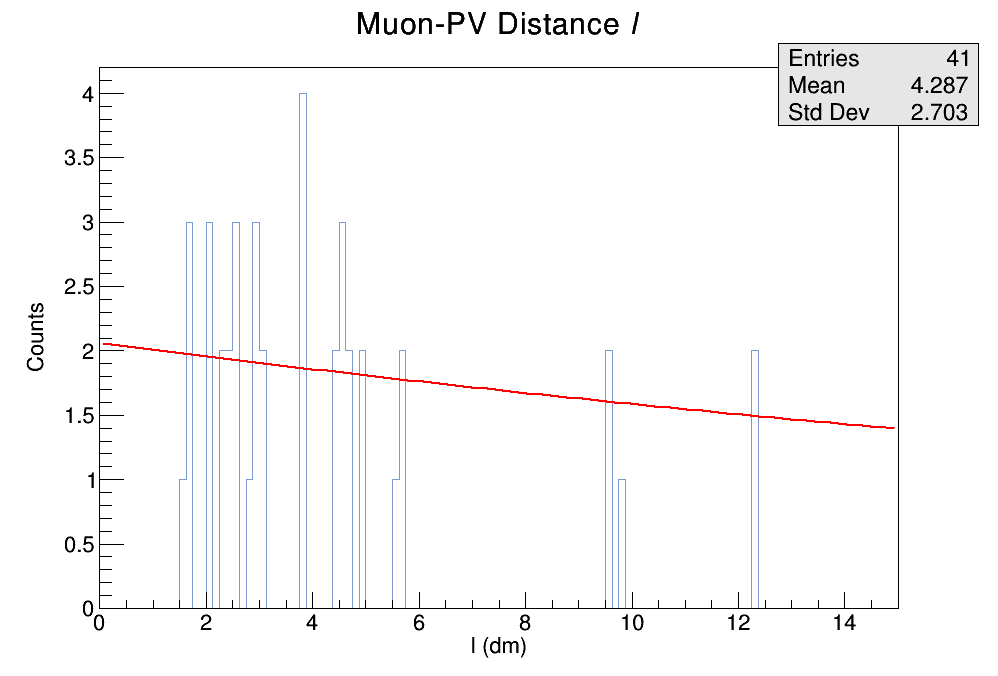 Muon-PV Distance l
Entries 41
Mean 4.287
Std Dev 2.703
4
3.5
3
2.5
2
1.5
1
0.5
0
Counts
0 2 4 6 8 10 12 14
l (dm)